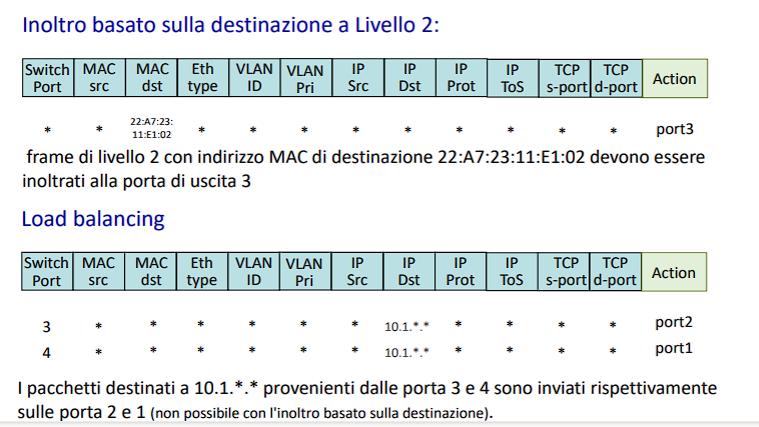 Inoltro basato sulla destinazione a Livello 2:
Switch Port MAC src MAC dst Eth type VLAN ID VLAN Pri IP Src IP Dst IP Prot IP ToS TCP s-port TCP d-port Action
* * 22:A7:23:11:E1:02 * * * * * * * * * port3
frame di livello 2 con indirizzo MAC di destinazione 22:A7:23:11:E1:02 devono essere
inoltrati alla porta di uscita 3
Load balancing
Switch Port MAC src MAC dst Eth type VLAN ID VLAN Pri IP Src IP Dst IP Prot IP ToS TCP s-port TCP d-port Action
3 * * * * * * 10.1.*.* * * * * port2
4 * * * * * * 10.1.*.* * * * * port1
I pacchetti destinati a 10.1.*.* provenienti dalle porta 3 e 4 sono inviati rispettivamente
sulle porta 2 e 1 (non possibile con l'inoltro basato sulla destinazione).